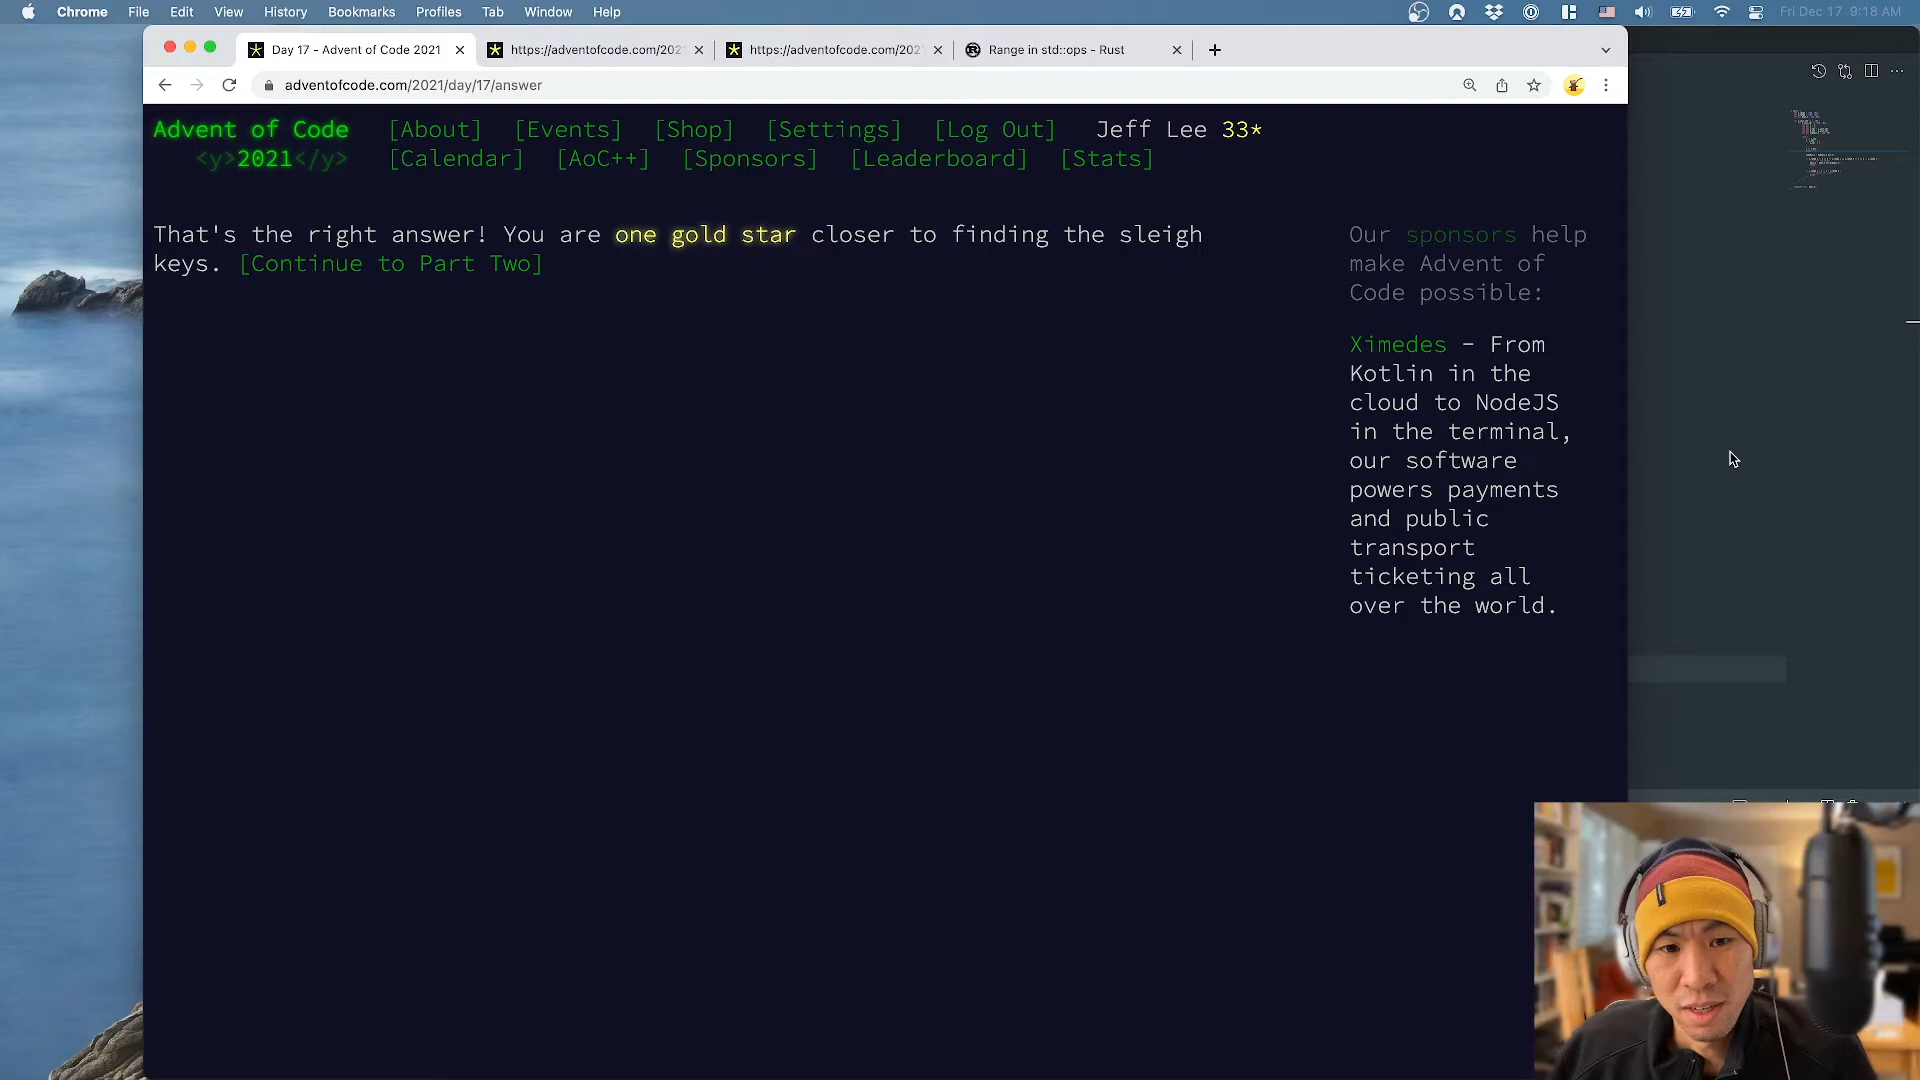 Chrome File Edit View History Bookmarks Profiles Tab Window Help Fri Dec 17 9:18 AM
Day 17 - Advent of Code 2021 https://adventofcode.com/202 https://adventofcode.com/202 Range in std::ops - Rust
adventofcode.com/2021/day/17/answer
Advent of Code [About] [Events] [Shop] [Settings] [Log Out] Jeff Lee 33*
<y>2021</y> [Calendar] [AoC++] [Sponsors] [Leaderboard] [Stats]
That's the right answer! You are one gold star closer to finding the sleigh
keys. [Continue to Part Two]
Our sponsors help
make Advent of
Code possible:
Ximedes - From
Kotlin in the
cloud to NodeJS
in the terminal,
our software
powers payments
and public
transport
ticketing all
over the world.